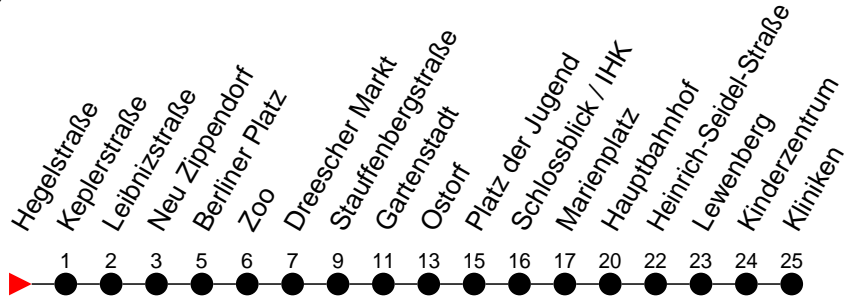 Hegelstraße
Keplerstraße
Leibnizstraße
Neu Zippendorf
Berliner Platz
Zoo
Dreescher Markt
Stauffenbergstraße
Gartenstadt
Ostorf
Platz der Jugend
Schlossblick / IHK
Marienplatz
Hauptbahnhof
Heinrich-Seidel-Straße
Lewenberg
Kinderzentrum
Kliniken
1 2 3 5 6 7 9 11 13 15 16 17 20 22 23 24 25